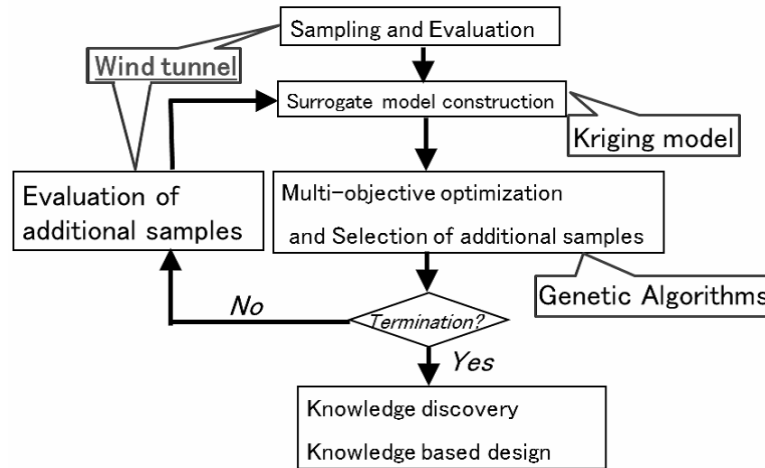 Sampling and Evaluation
Wind tunnel
Surrogate model construction
Kriging model
Evaluation of
additional samples
Multi-objective optimization
and Selection of additional samples
Genetic Algorithms
No
Termination?
Yes
Knowledge discovery
Knowledge based design